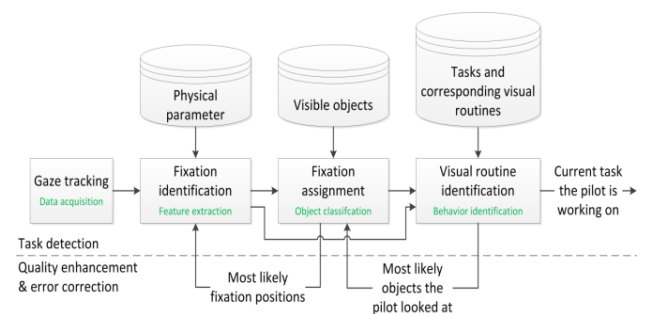 Physical
parameter
Visible objects
Tasks and
corresponding visual
routines
Gaze tracking
Data acquisition
Fixation
identification
Feature extraction
Fixation
assignment
Object classifcation
Visual routine
identification
Behavior identification
Current task
the pilot is
working on
Task detection
Quality enhancement
& error correction
Most likely
fixation positions
Most likely
objects the
pilot looked at